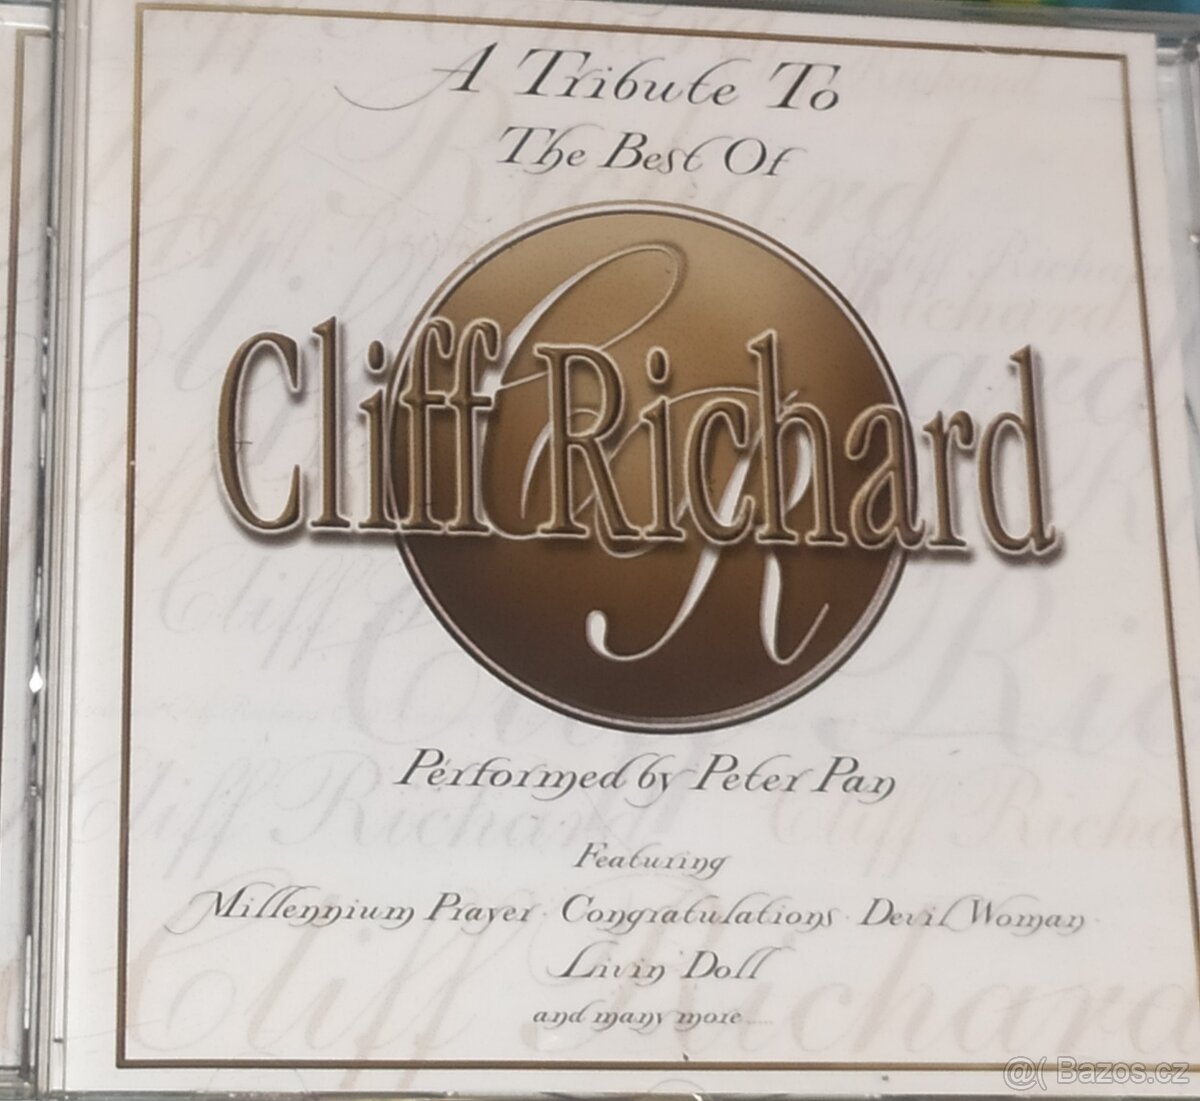 A Tribute To
The Best Of
CR
Cliff Richard
Performed by Peter Pan
Featuring
Millennium Prayer · Congratulations · Devil Woman ·
Livin Doll
and many more .....
@( Bazos.cz